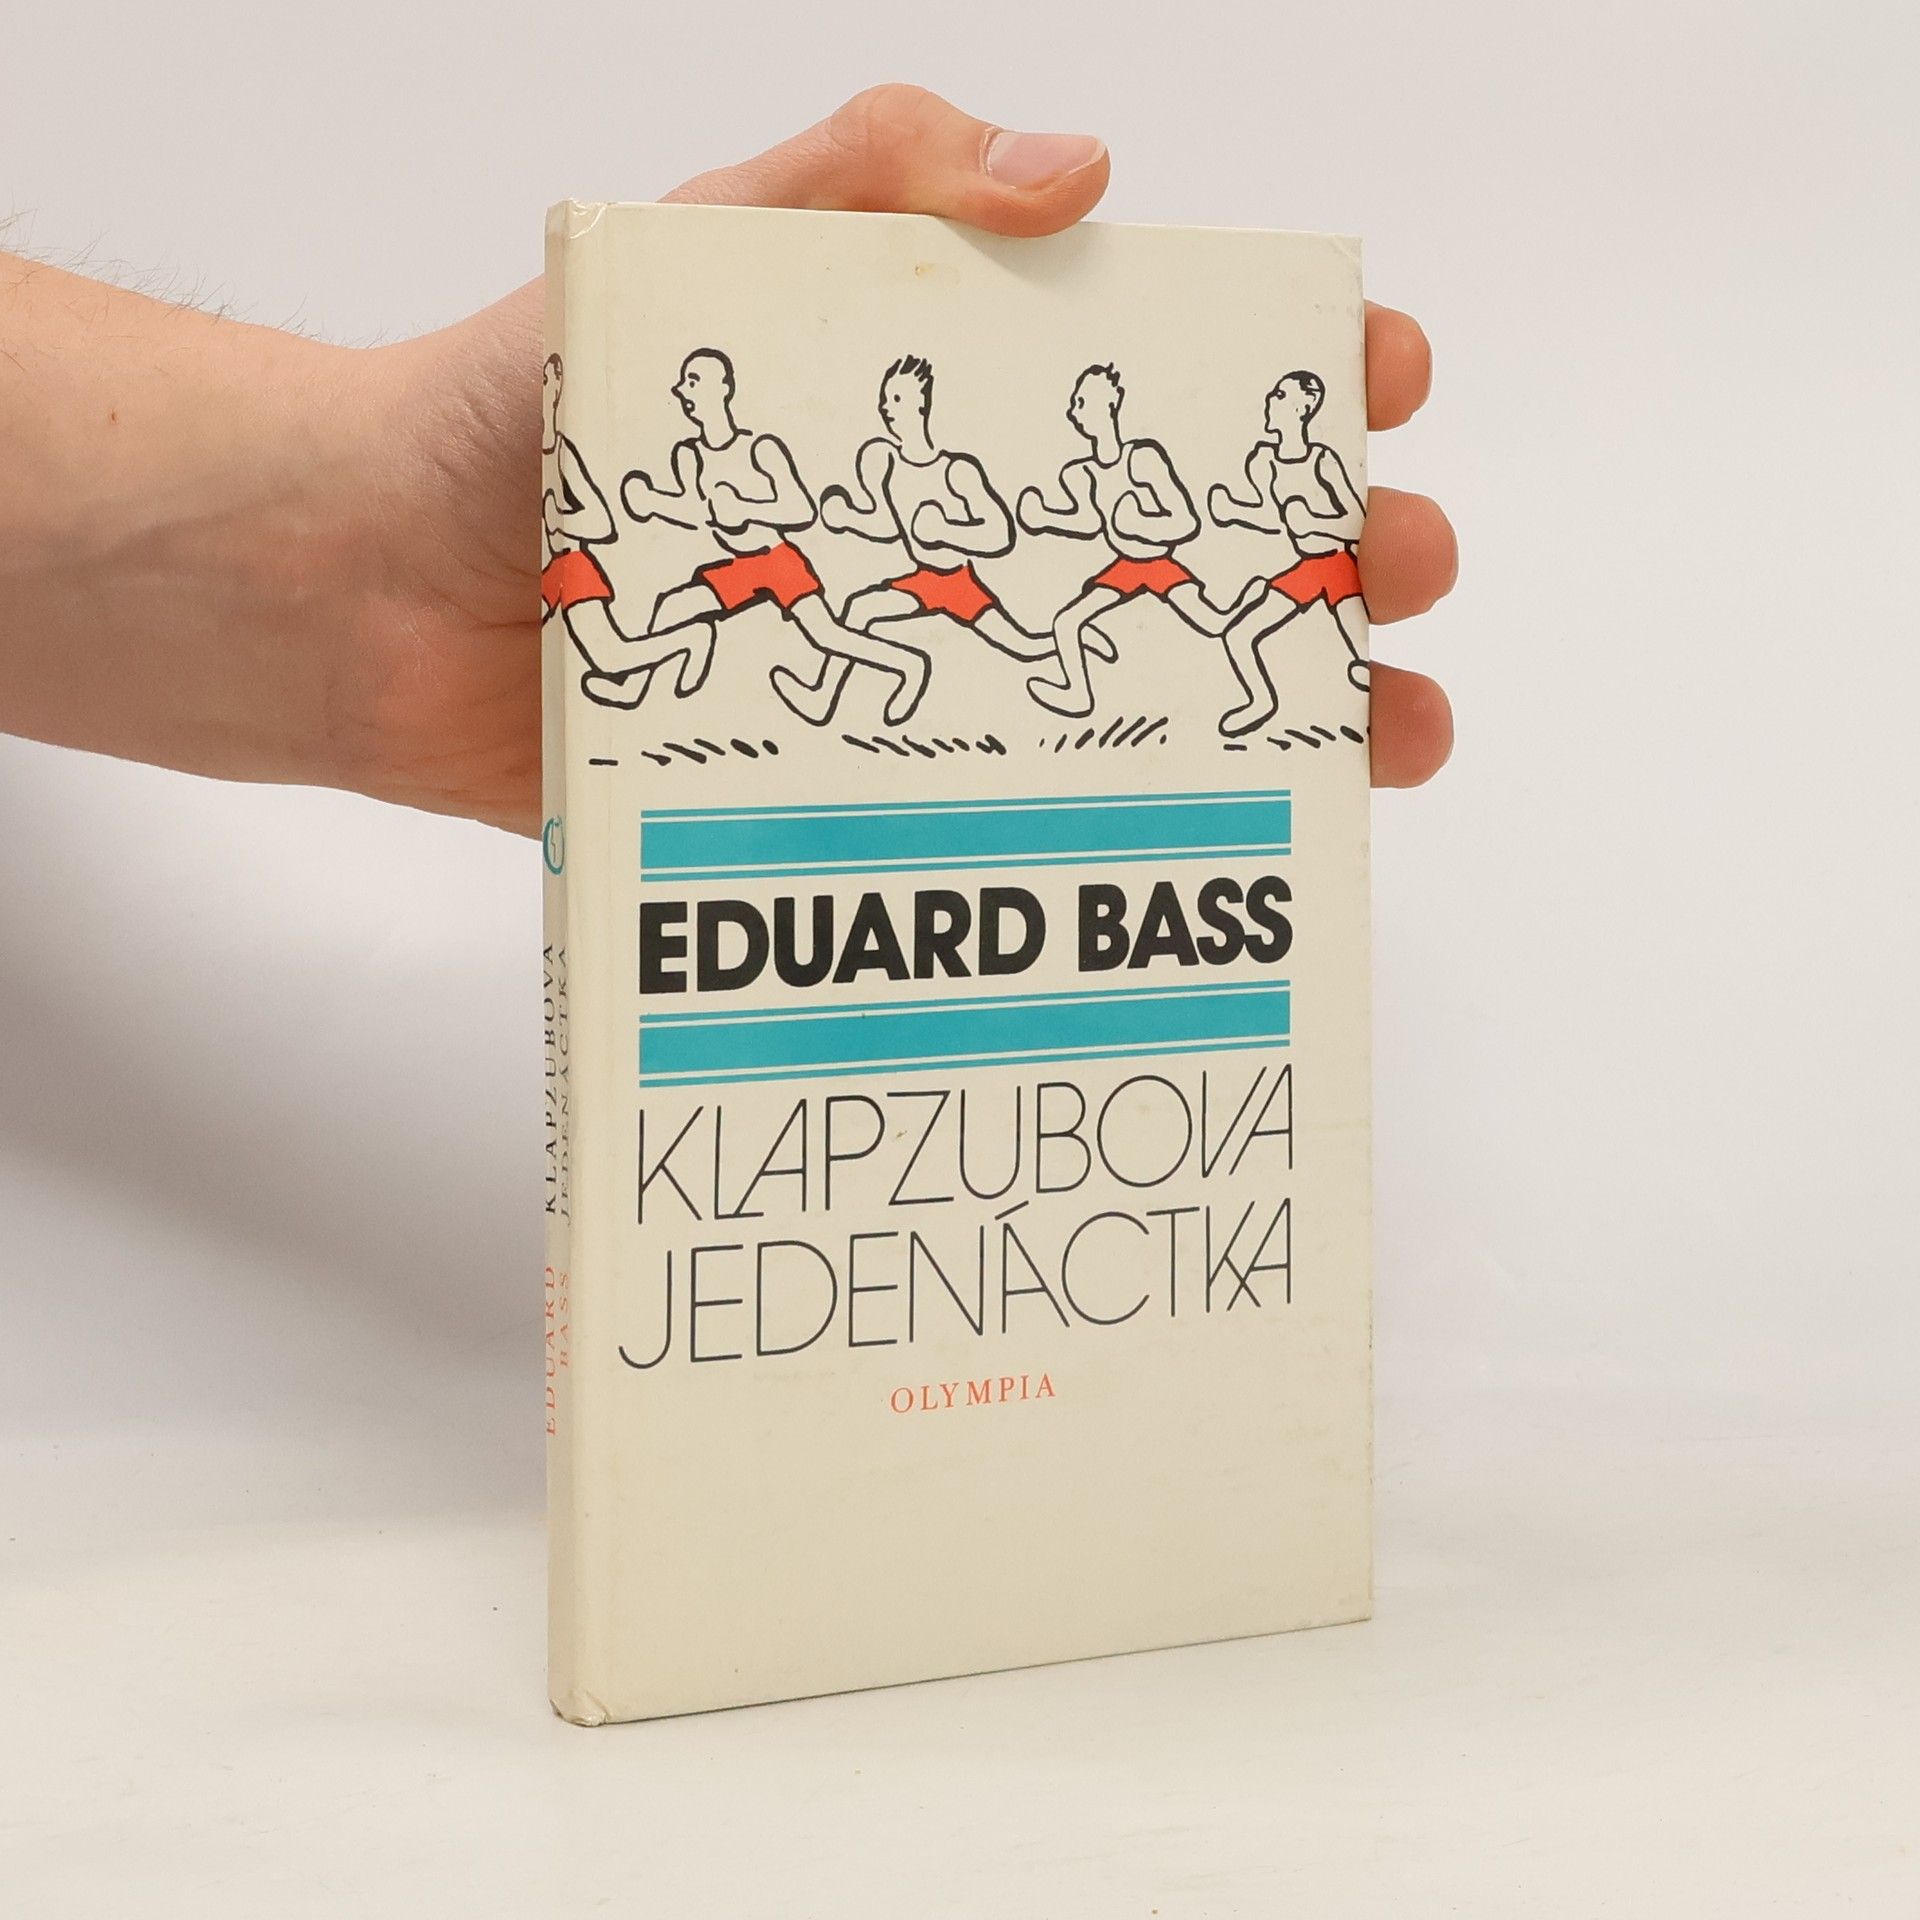 EDUARD BASS
KLAPZUBOVA
JEDENÁCTKA
OLYMPIA
EDUARD
BASS
KLAPZUBOVA
JEDENÁCTKA